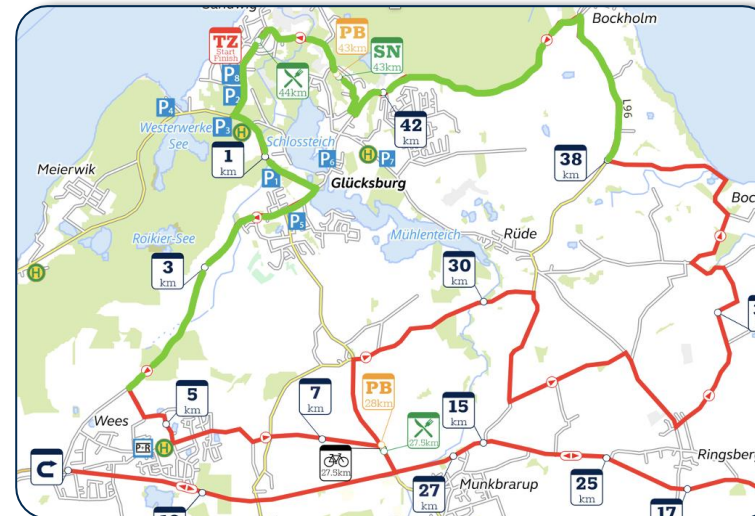 TZ
Start
Finish
PB
43km
SN
43km
44km
Bockholm
P8
P2
P4
P3
H
Westerwerker
See
Schlossteich
42
km
L96
1
km
P6
H
P7
38
km
Meierwik
P1
Glücksburg
P5
Roikier-See
Mühlenteich
Rüde
3
km
30
km
H
5
km
7
km
PB
28km
15
km
Wees
P+R
H
27.5km
27.5km
Ringsber
27
km
Munkbrarup
25
km
17